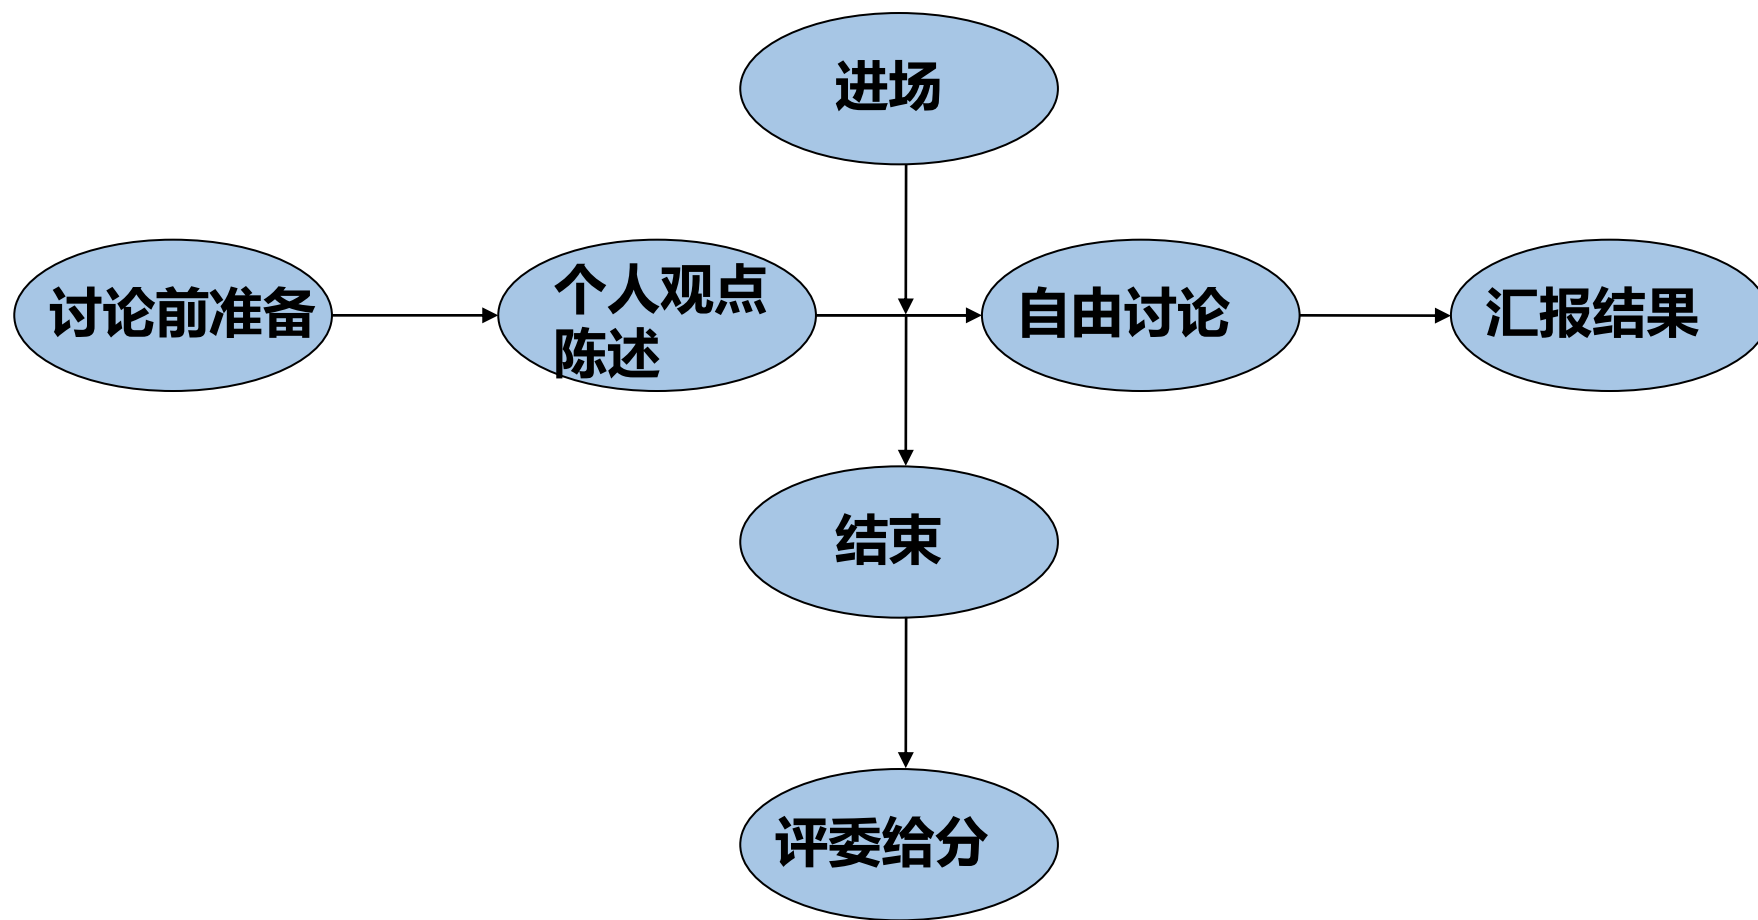 进场
讨论前准备
个人观点
陈述
自由讨论
汇报结果
结束
评委给分